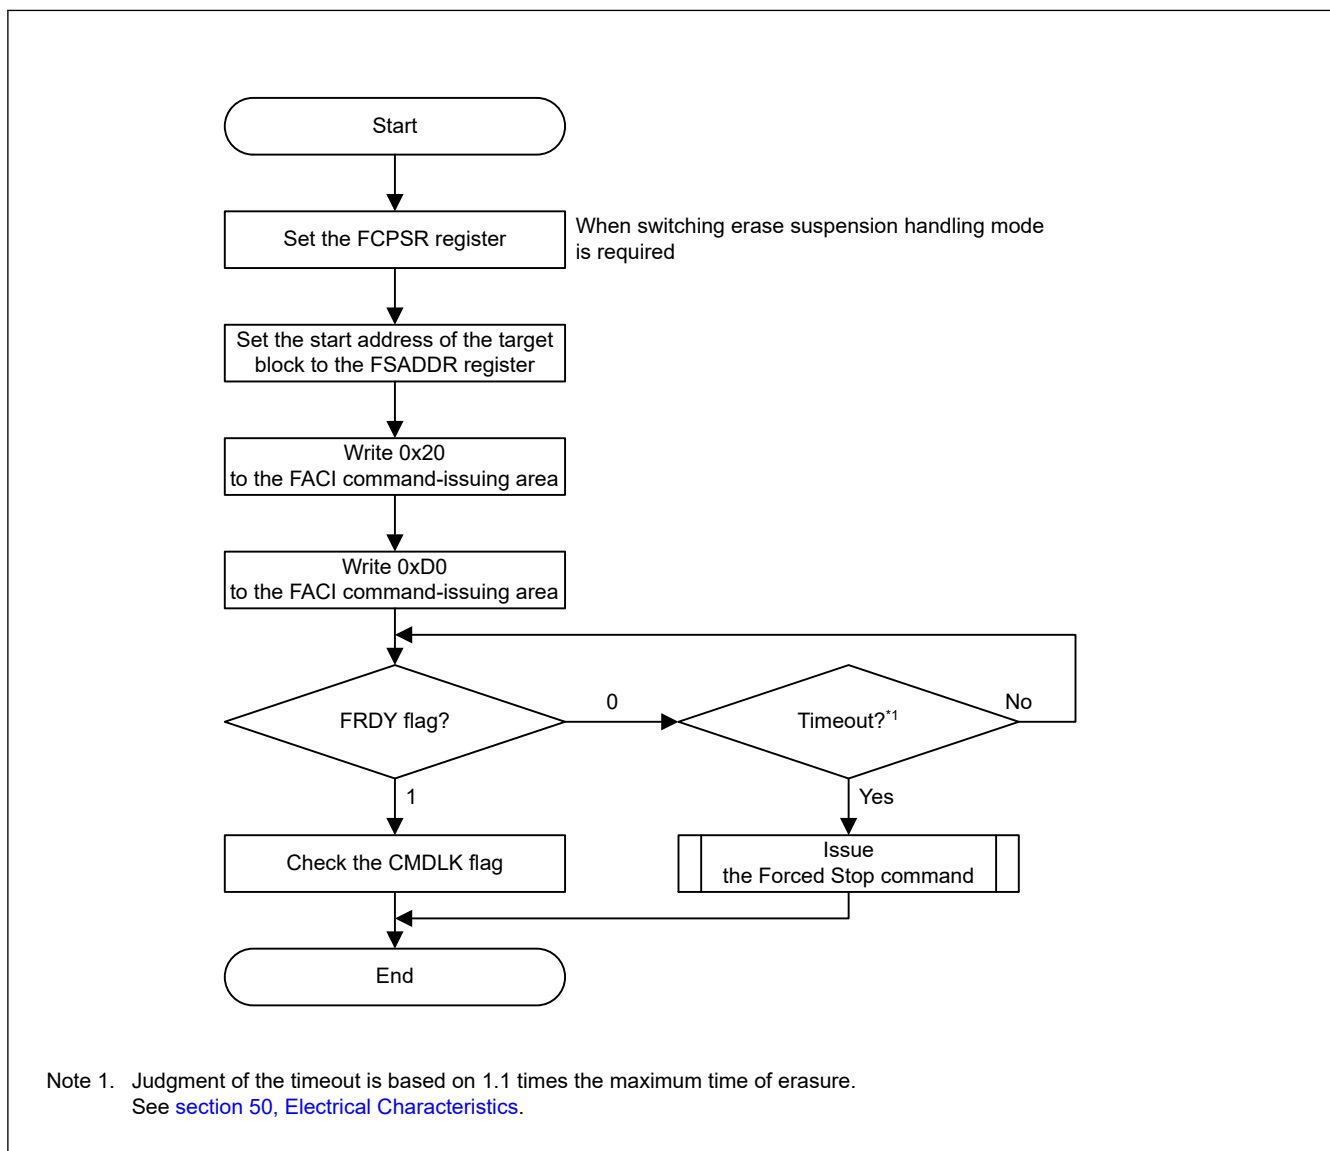 Start
Set the FCPSR register
When switching erase suspension handling mode
is required
Set the start address of the target
block to the FSADDR register
Write 0x20
to the FACI command-issuing area
Write 0xD0
to the FACI command-issuing area
FRDY flag?
0
Timeout?*1
No
1
Yes
Check the CMDLK flag
Issue
the Forced Stop command
End
Note 1. Judgment of the timeout is based on 1.1 times the maximum time of erasure.
See section 50, Electrical Characteristics.